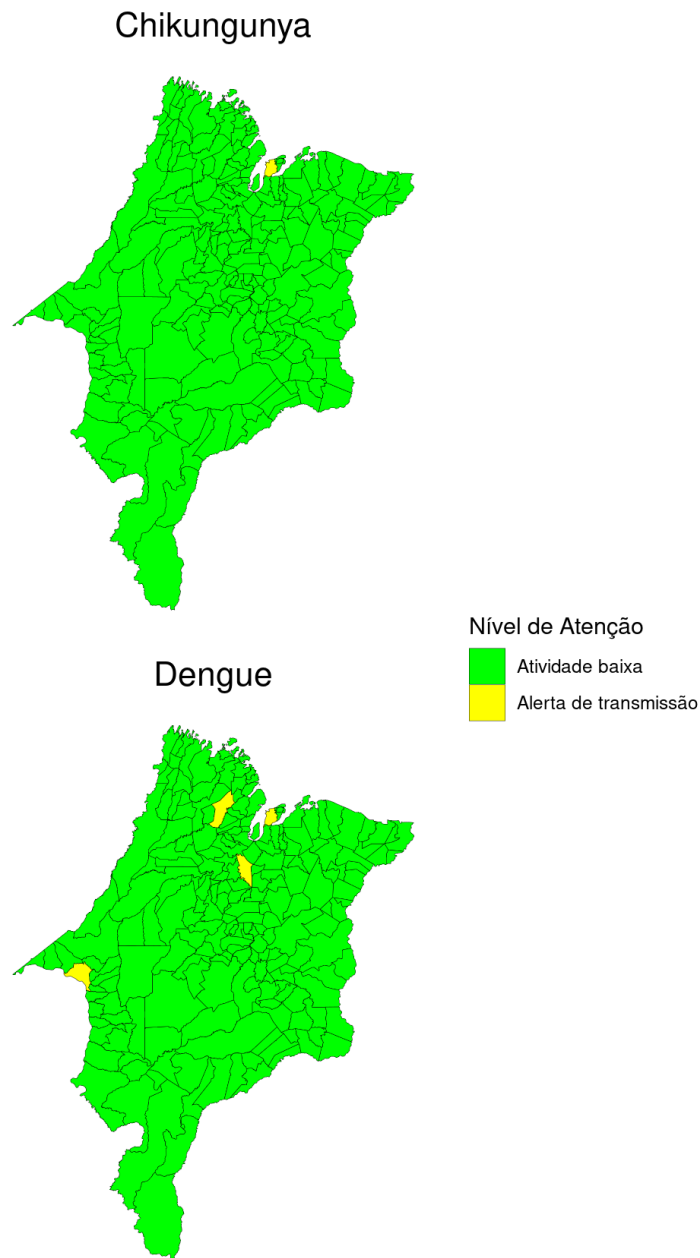 Chikungunya
Dengue
Nível de Atenção
Atividade baixa
Alerta de transmissão